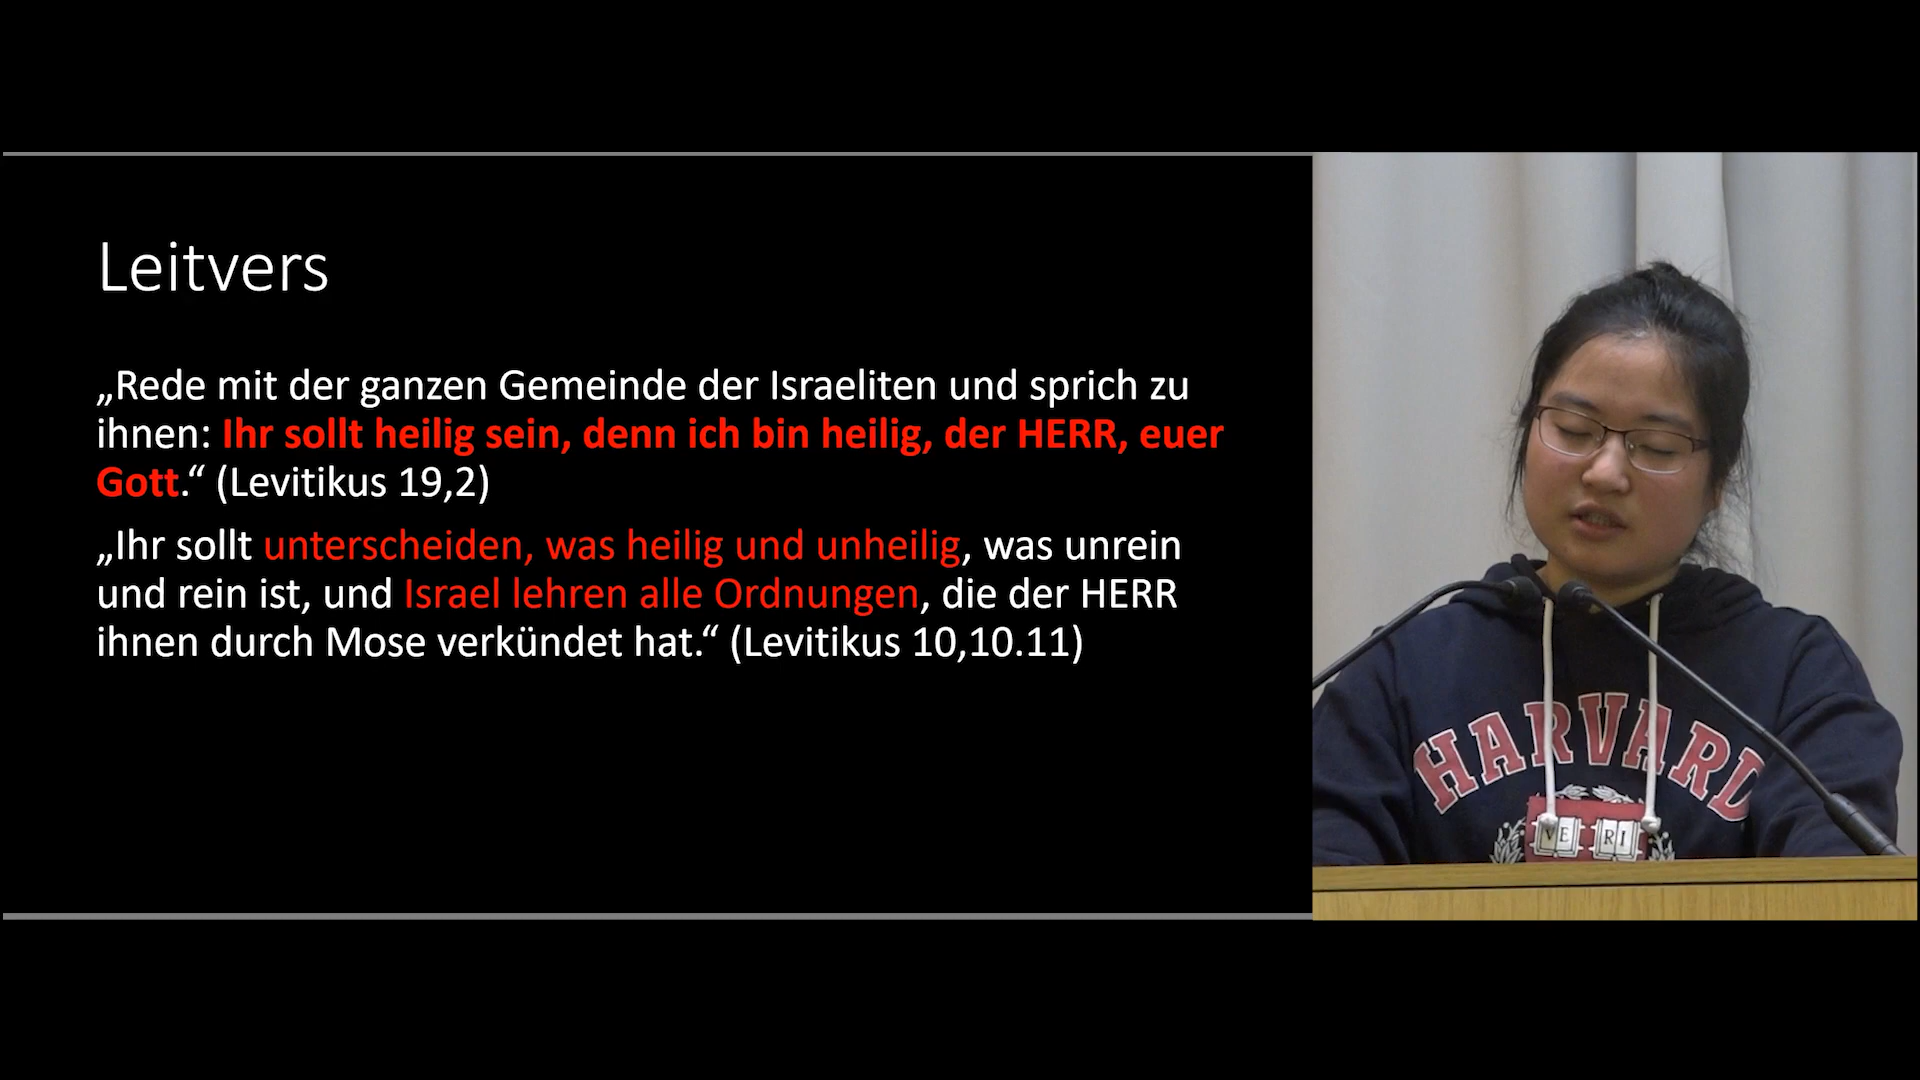 Leitvers
„Rede mit der ganzen Gemeinde der Israeliten und sprich zu
ihnen: Ihr sollt heilig sein, denn ich bin heilig, der HERR, euer
Gott.“ (Levitikus 19,2)
„Ihr sollt unterscheiden, was heilig und unheilig, was unrein
und rein ist, und Israel lehren alle Ordnungen, die der HERR
ihnen durch Mose verkündet hat.“ (Levitikus 10,10.11)
HARVARD
VE RI